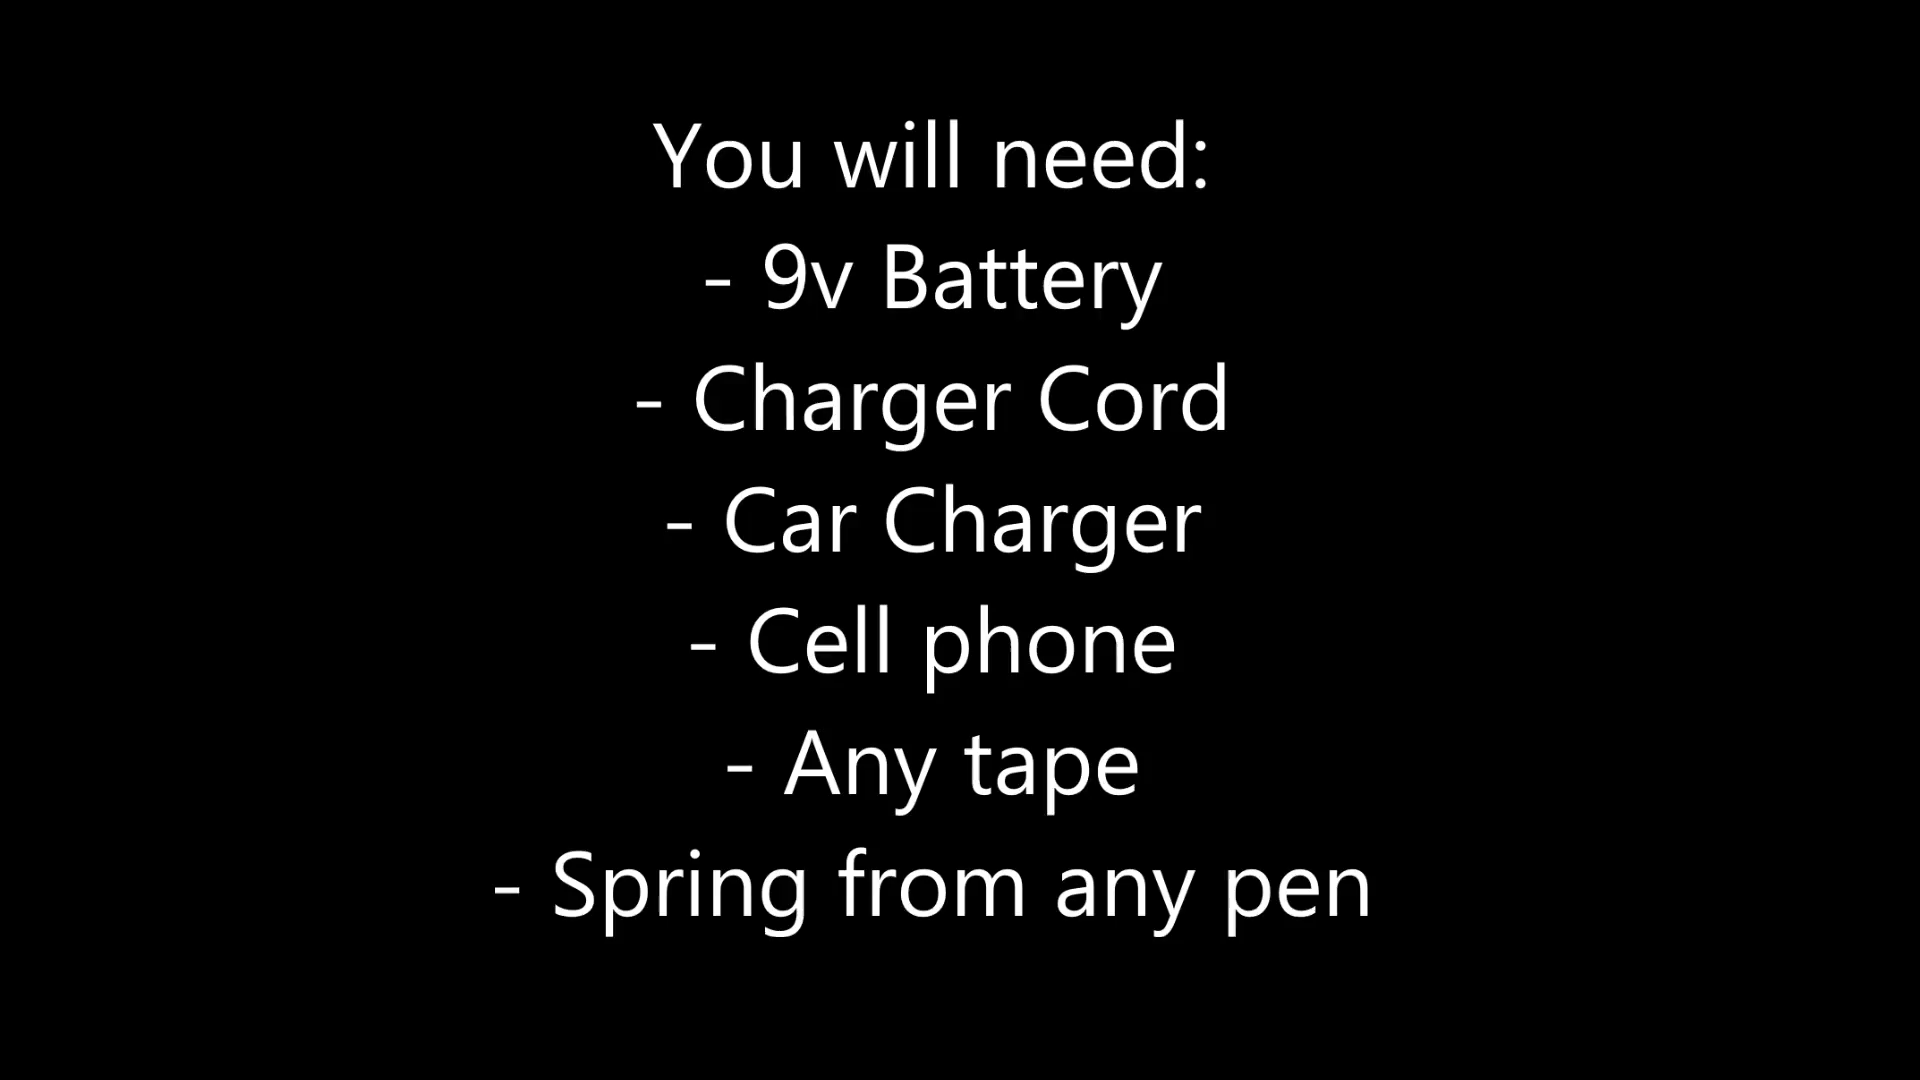 You will need:
- 9v Battery
- Charger Cord
- Car Charger
- Cell phone
- Any tape
- Spring from any pen